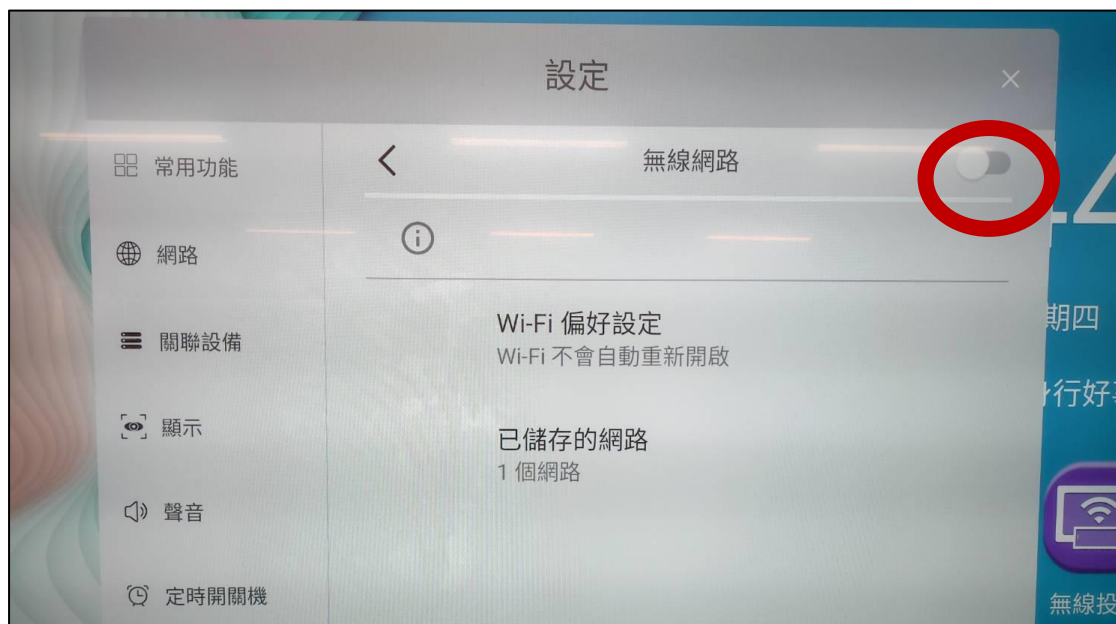 設定
常用功能
無線網路
網路
Wi-Fi 偏好設定
Wi-Fi 不會自動重新開啟
關聯設備
期四
顯示
行好
已儲存的網路
1 個網路
聲音
定時開關機
無線投